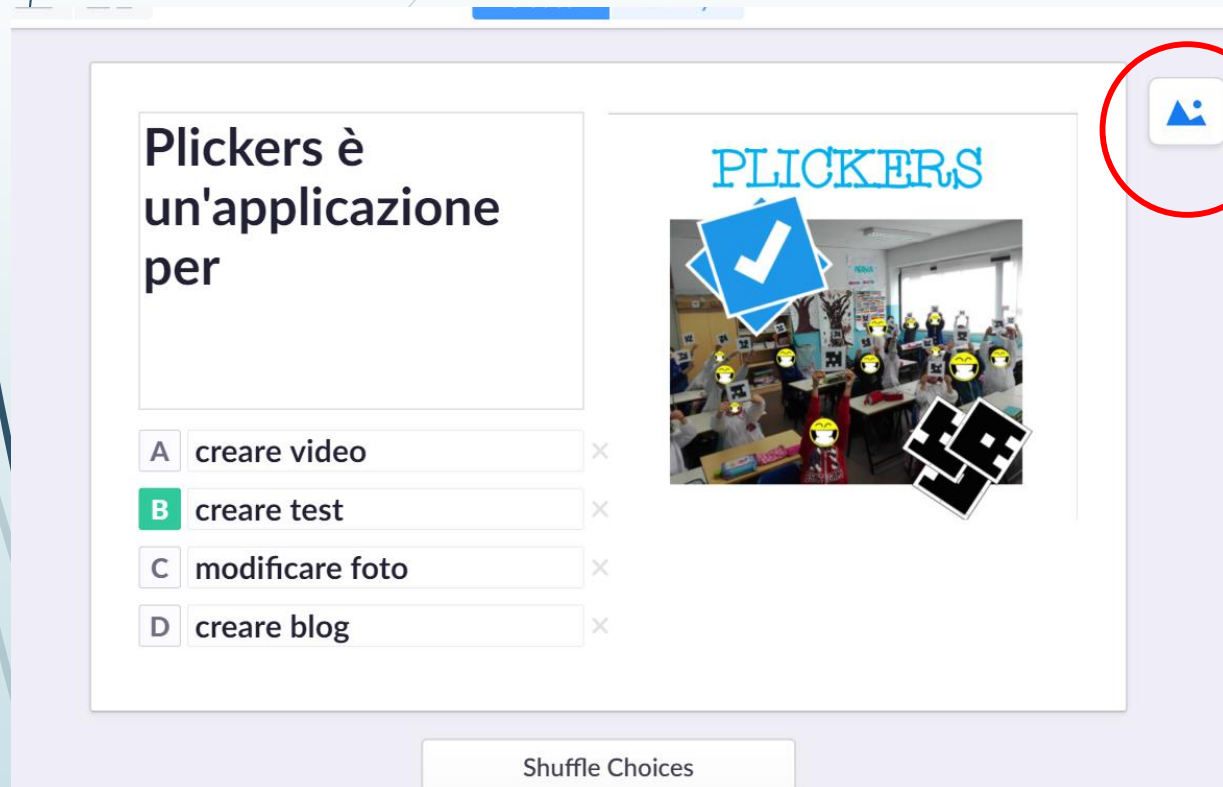 Plickers è
un'applicazione
per
PLICKERS
A creare video
B creare test
C modificare foto
D creare blog
Shuffle Choices